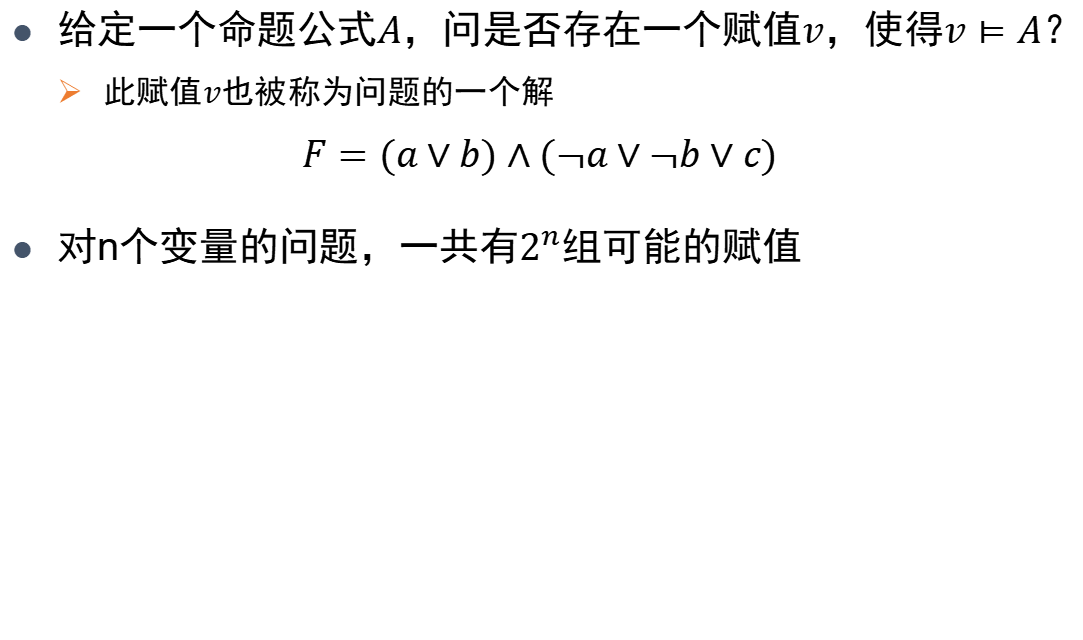 给定一个命题公式A，问是否存在一个赋值v，使得v ⊨ A?
此赋值v也被称为问题的一个解
F = (a ∨ b) ∧ (¬a ∨ ¬b ∨ c)
对n个变量的问题，一共有2ⁿ组可能的赋值